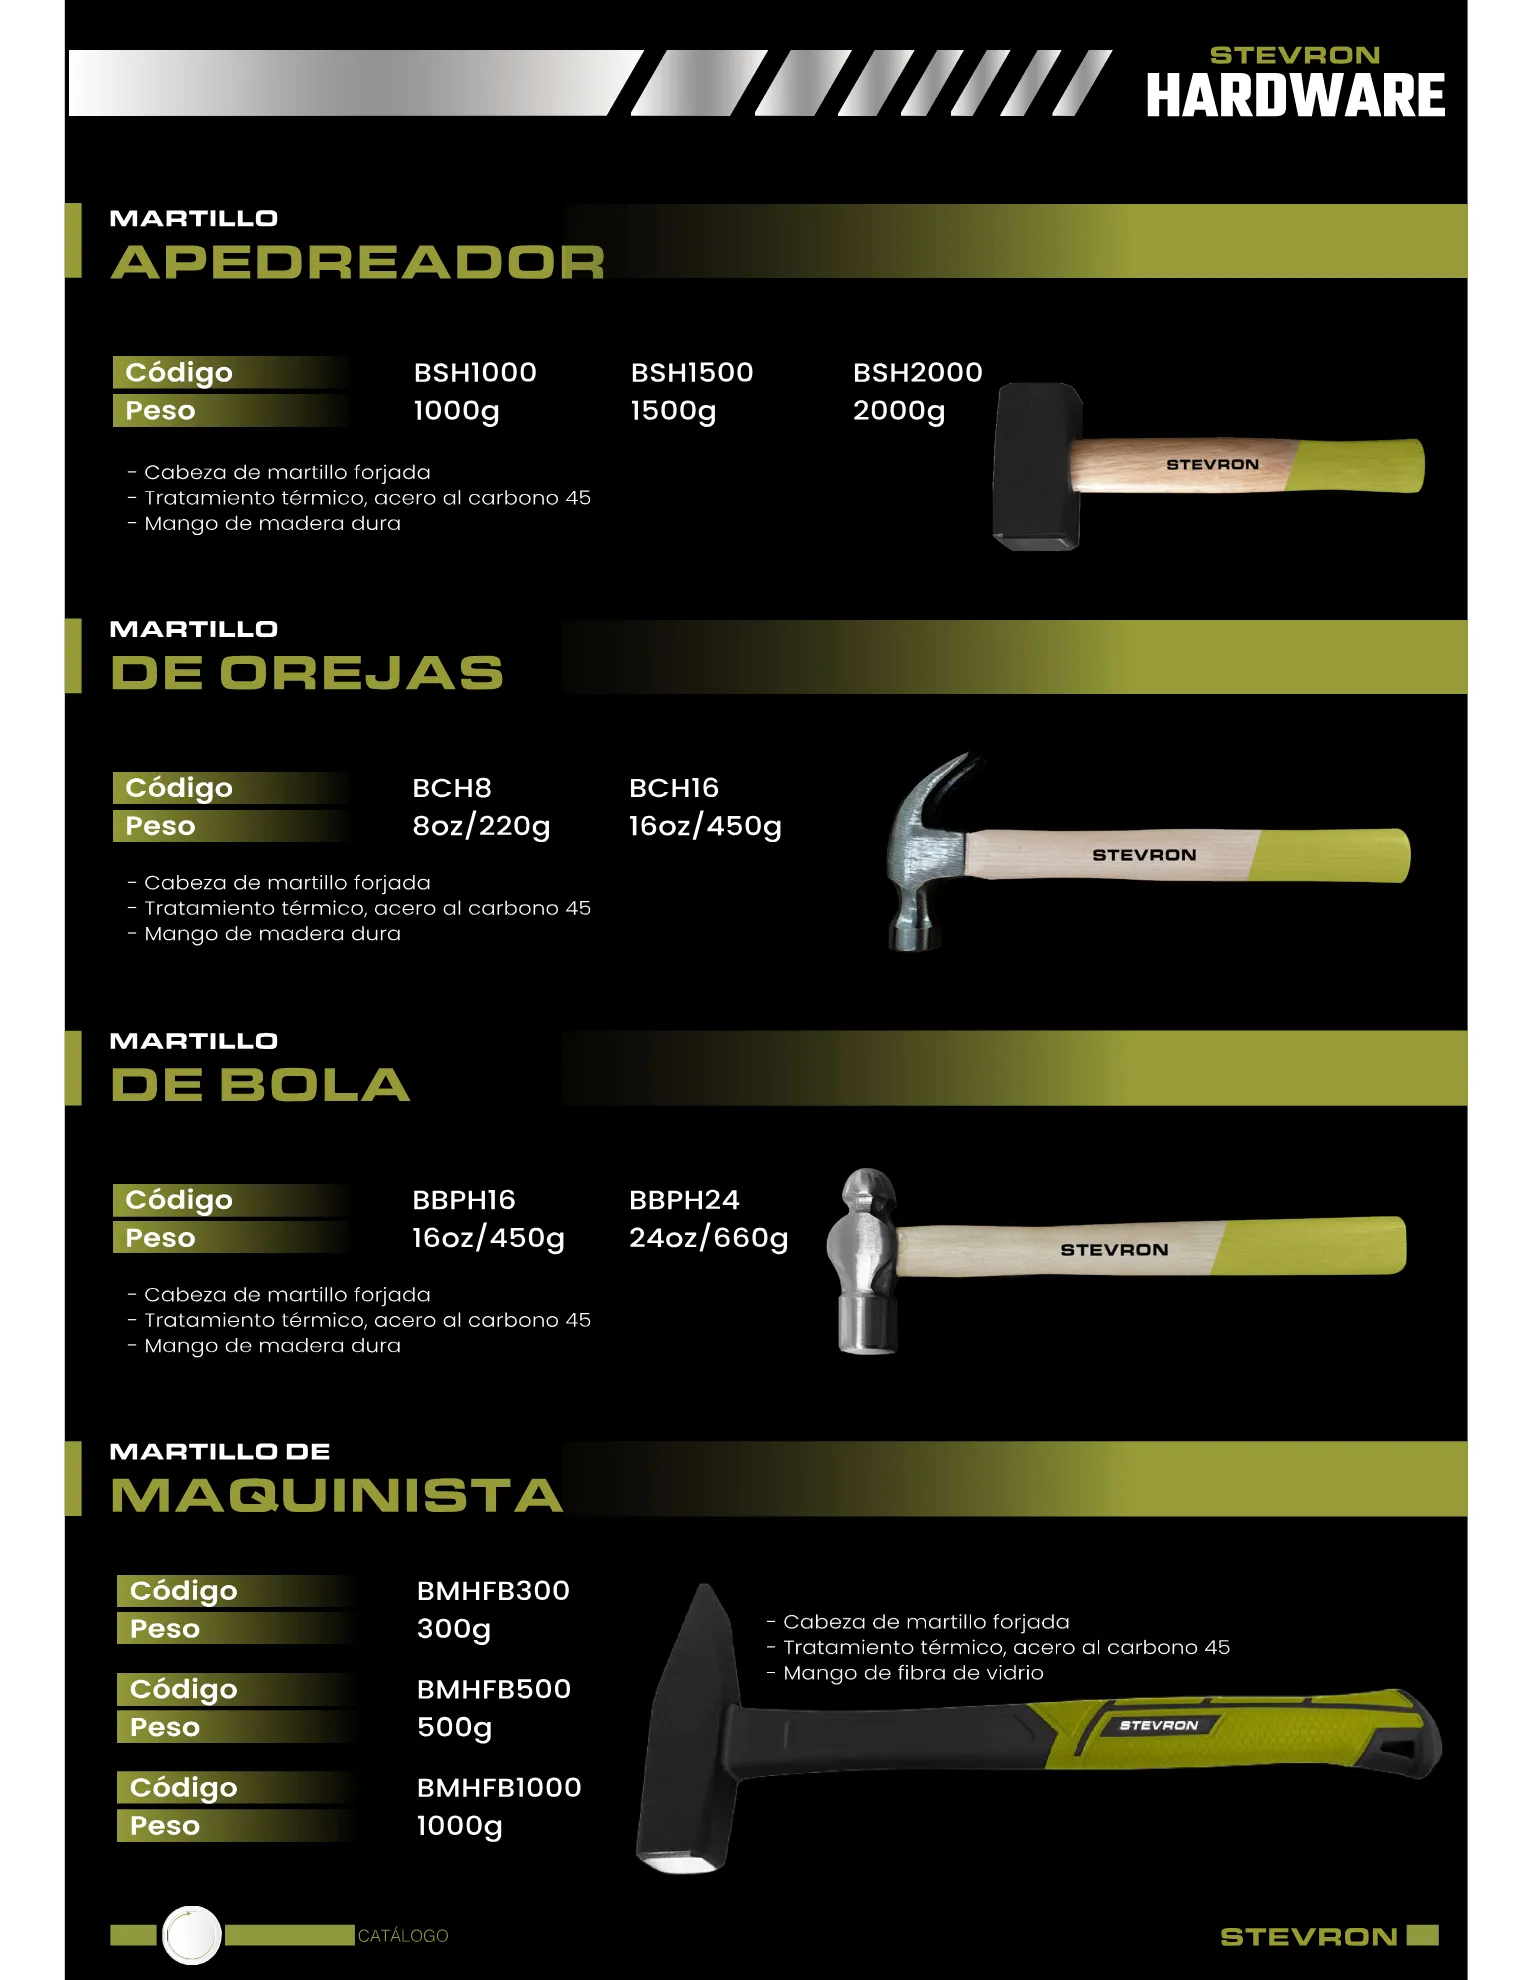 STEVRON
HARDWARE
MARTILLO
APEDREADOR
Código BSH1000 BSH1500 BSH2000
Peso 1000g 1500g 2000g
- Cabeza de martillo forjada
- Tratamiento térmico, acero al carbono 45
- Mango de madera dura
STEVRON
MARTILLO
DE OREJAS
Código BCH8 BCH16
Peso 8oz/220g 16oz/450g
- Cabeza de martillo forjada
- Tratamiento térmico, acero al carbono 45
- Mango de madera dura
STEVRON
MARTILLO
DE BOLA
Código BBPH16 BBPH24
Peso 16oz/450g 24oz/660g
- Cabeza de martillo forjada
- Tratamiento térmico, acero al carbono 45
- Mango de madera dura
STEVRON
MARTILLO DE
MAQUINISTA
Código BMHFB300
Peso 300g
Código BMHFB500
Peso 500g
Código BMHFB1000
Peso 1000g
- Cabeza de martillo forjada
- Tratamiento térmico, acero al carbono 45
- Mango de fibra de vidrio
STEVRON
CATÁLOGO
STEVRON